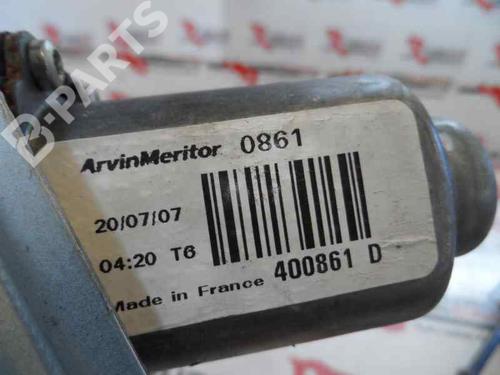 B-PARTS
ArvinMeritor 0861
20/07/07
04:20 T6
400861 D
Made in France